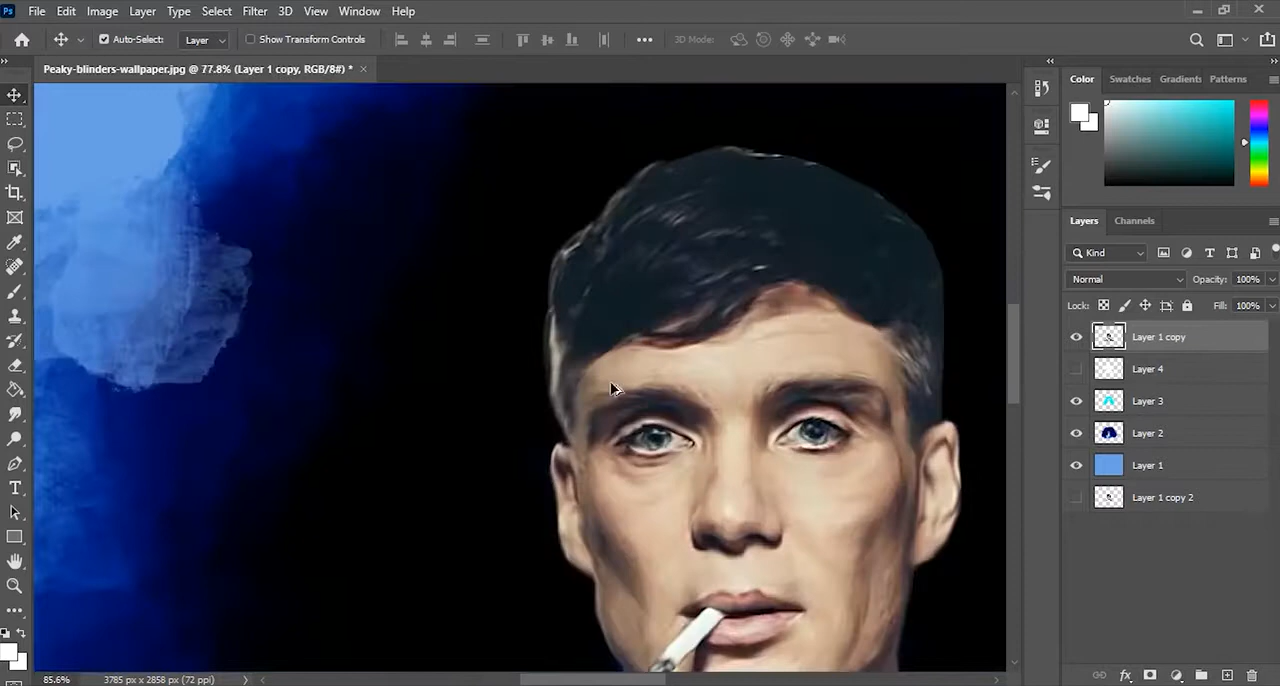 Ps File Edit Image Layer Type Select Filter 3D View Window Help
Auto-Select: Layer Show Transform Controls 3D Mode:
Peaky-blinders-wallpaper.jpg @ 77.8% (Layer 1 copy, RGB/8#) *
Color Swatches Gradients Patterns
Layers Channels
Kind
Normal Opacity: 100%
Lock: Fill: 100%
Layer 1 copy
Layer 4
Layer 3
Layer 2
Layer 1
Layer 1 copy 2
85.6% 3785 px x 2858 px (72 ppi)